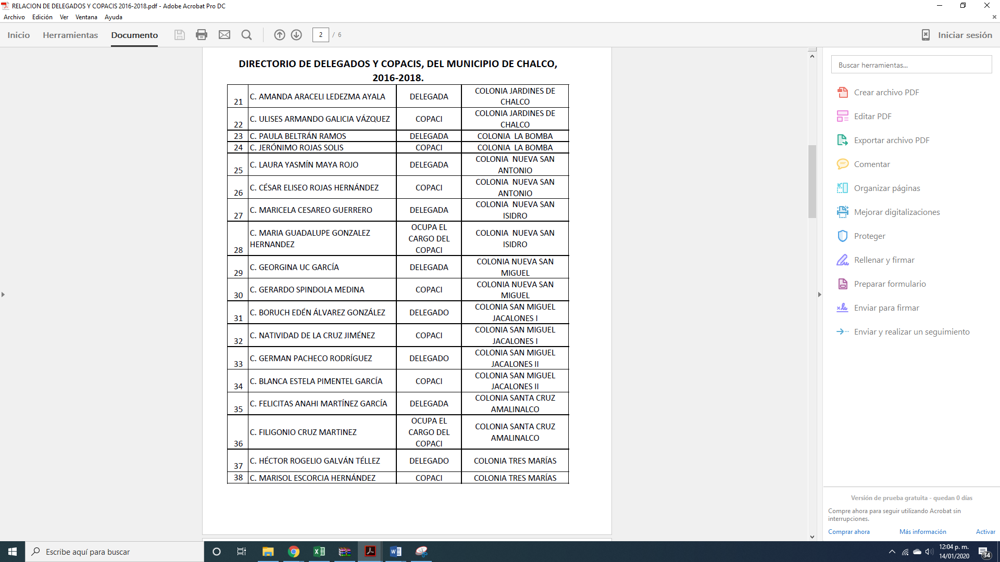 RELACION DE DELEGADOS Y COPACIS 2016-2018.pdf - Adobe Acrobat Pro DC
Archivo Edición Ver Ventana Ayuda
Inicio Herramientas Documento 2 / 6 Iniciar sesión
DIRECTORIO DE DELEGADOS Y COPACIS, DEL MUNICIPIO DE CHALCO,
2016-2018.
21 C. AMANDA ARACELI LEDEZMA AYALA DELEGADA COLONIA JARDINES DE
CHALCO
22 C. ULISES ARMANDO GALICIA VÁZQUEZ COPACI COLONIA JARDINES DE
CHALCO
23 C. PAULA BELTRÁN RAMOS DELEGADA COLONIA LA BOMBA
24 C. JERÓNIMO ROJAS SOLIS COPACI COLONIA LA BOMBA
25 C. LAURA YASMÍN MAYA ROJO DELEGADA COLONIA NUEVA SAN
ANTONIO
26 C. CÉSAR ELISEO ROJAS HERNÁNDEZ COPACI COLONIA NUEVA SAN
ANTONIO
27 C. MARICELA CESAREO GUERRERO DELEGADA COLONIA NUEVA SAN
ISIDRO
28 C. MARIA GUADALUPE GONZALEZ
HERNANDEZ
OCUPA EL
CARGO DEL
COPACI
COLONIA NUEVA SAN
ISIDRO
29 C. GEORGINA UC GARCÍA DELEGADA COLONIA NUEVA SAN
MIGUEL
30 C. GERARDO SPINDOLA MEDINA COPACI COLONIA NUEVA SAN
MIGUEL
31 C. BORUCH EDÉN ÁLVAREZ GONZÁLEZ DELEGADO COLONIA SAN MIGUEL
JACALONES I
32 C. NATIVIDAD DE LA CRUZ JIMÉNEZ COPACI COLONIA SAN MIGUEL
JACALONES I
33 C. GERMAN PACHECO RODRÍGUEZ DELEGADO COLONIA SAN MIGUEL
JACALONES II
34 C. BLANCA ESTELA PIMENTEL GARCÍA COPACI COLONIA SAN MIGUEL
JACALONES II
35 C. FELICITAS ANAHI MARTÍNEZ GARCÍA DELEGADA COLONIA SANTA CRUZ
AMALINALCO
36 C. FILIGONIO CRUZ MARTINEZ
OCUPA EL
CARGO DEL
COPACI
COLONIA SANTA CRUZ
AMALINALCO
37 C. HÉCTOR ROGELIO GALVÁN TÉLLEZ DELEGADO COLONIA TRES MARÍAS
38 C. MARISOL ESCORCIA HERNÁNDEZ COPACI COLONIA TRES MARÍAS
Buscar herramientas...
Crear archivo PDF
Editar PDF
Exportar archivo PDF
Comentar
Organizar páginas
Mejorar digitalizaciones
Proteger
Rellenar y firmar
Preparar formulario
Enviar para firmar
Enviar y realizar un seguimiento
Versión de prueba gratuita - quedan 0 días
Compre ahora para seguir utilizando Acrobat sin
interrupciones.
Comprar ahora Más información Activar
Escribe aquí para buscar
12:04 p. m.
14/01/2020
34